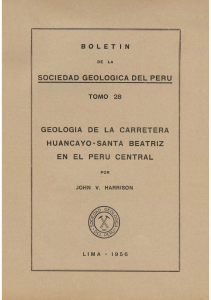 BOLETIN
DE LA
SOCIEDAD GEOLOGICA DEL PERU
TOMO 28
GEOLOGIA DE LA CARRETERA
HUANCAYO-SANTA BEATRIZ
EN EL PERU CENTRAL
POR
JOHN V. HARRISON
LIMA - 1956